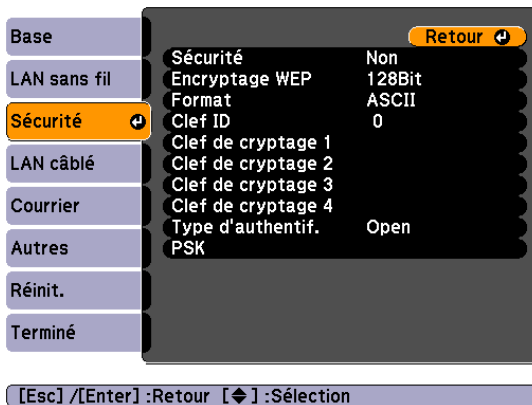 Base
LAN sans fil
Sécurité
LAN câblé
Courrier
Autres
Réinit.
Terminé
Retour
Sécurité Non
Encryptage WEP 128Bit
Format ASCII
Clef ID 0
Clef de cryptage 1
Clef de cryptage 2
Clef de cryptage 3
Clef de cryptage 4
Type d'authentif. Open
PSK
[Esc] /[Enter] :Retour [◆] :Sélection